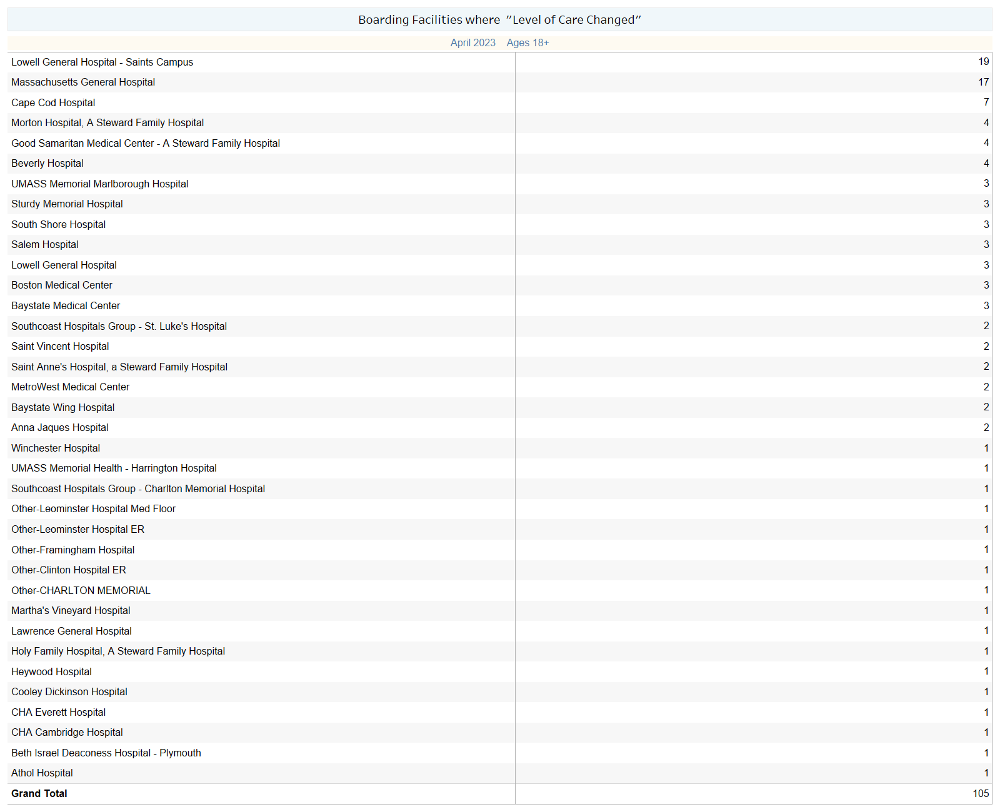 Boarding Facilities where "Level of Care Changed"
April 2023 Ages 18+
Lowell General Hospital - Saints Campus 19
Massachusetts General Hospital 17
Cape Cod Hospital 7
Morton Hospital, A Steward Family Hospital 4
Good Samaritan Medical Center - A Steward Family Hospital 4
Beverly Hospital 4
UMASS Memorial Marlborough Hospital 3
Sturdy Memorial Hospital 3
South Shore Hospital 3
Salem Hospital 3
Lowell General Hospital 3
Boston Medical Center 3
Baystate Medical Center 3
Southcoast Hospitals Group - St. Luke's Hospital 2
Saint Vincent Hospital 2
Saint Anne's Hospital, a Steward Family Hospital 2
MetroWest Medical Center 2
Baystate Wing Hospital 2
Anna Jaques Hospital 2
Winchester Hospital 1
UMASS Memorial Health - Harrington Hospital 1
Southcoast Hospitals Group - Charlton Memorial Hospital 1
Other-Leominster Hospital Med Floor 1
Other-Leominster Hospital ER 1
Other-Framingham Hospital 1
Other-Clinton Hospital ER 1
Other-CHARLTON MEMORIAL 1
Martha's Vineyard Hospital 1
Lawrence General Hospital 1
Holy Family Hospital, A Steward Family Hospital 1
Heywood Hospital 1
Cooley Dickinson Hospital 1
CHA Everett Hospital 1
CHA Cambridge Hospital 1
Beth Israel Deaconess Hospital - Plymouth 1
Athol Hospital 1
Grand Total 105